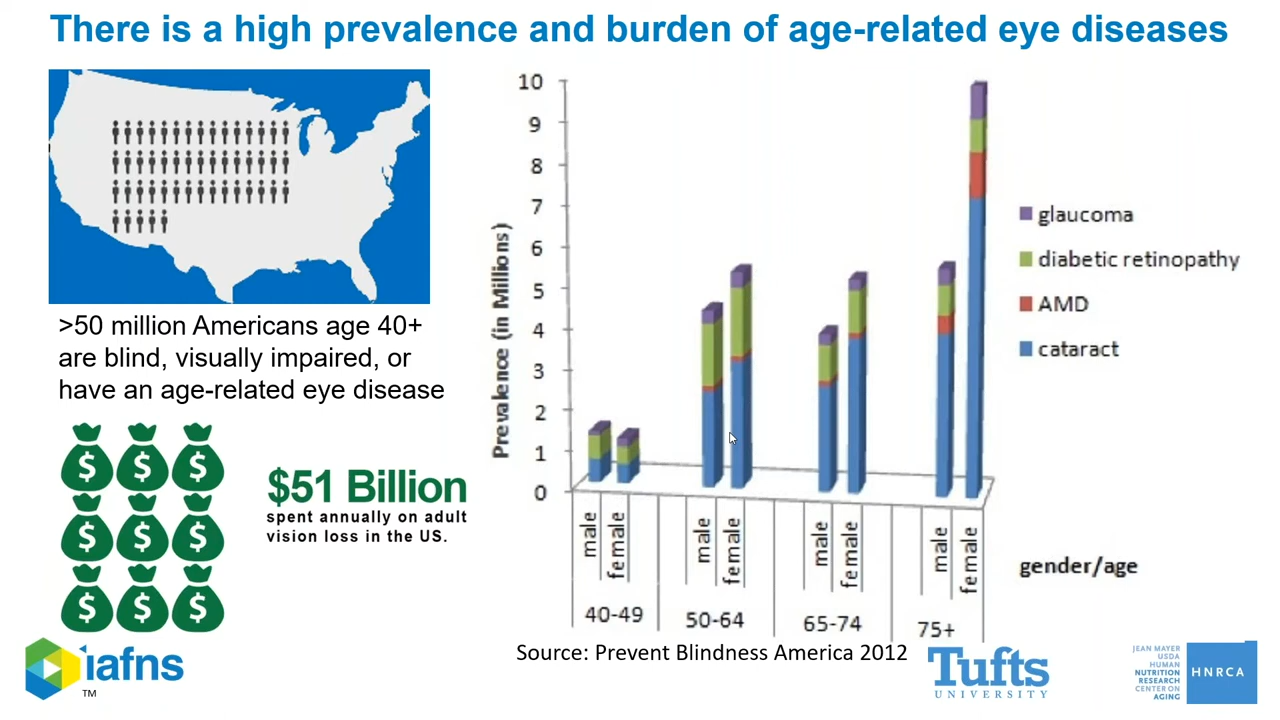 There is a high prevalence and burden of age-related eye diseases
>50 million Americans age 40+
are blind, visually impaired, or
have an age-related eye disease
$ $ $
$ $ $
$ $ $
$51 Billion
spent annually on adult
vision loss in the US.
Prevalence (in Millions)
10
9
8
7
6
5
4
3
2
1
0
male
female
male
female
male
female
male
female
40-49
50-64
65-74
75+
gender/age
glaucoma
diabetic retinopathy
AMD
cataract
Source: Prevent Blindness America 2012
iafns
TM
Tufts
UNIVERSITY
JEAN MAYER
USDA
HUMAN
NUTRITION
RESEARCH
CENTER ON
AGING
HNRCA